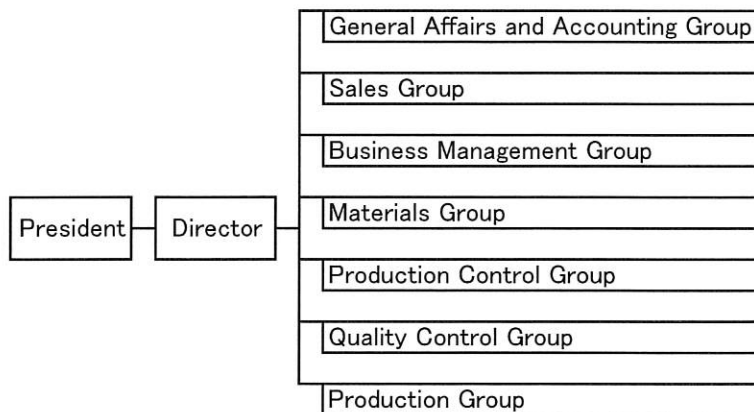 General Affairs and Accounting Group
Sales Group
Business Management Group
President
Director
Materials Group
Production Control Group
Quality Control Group
Production Group